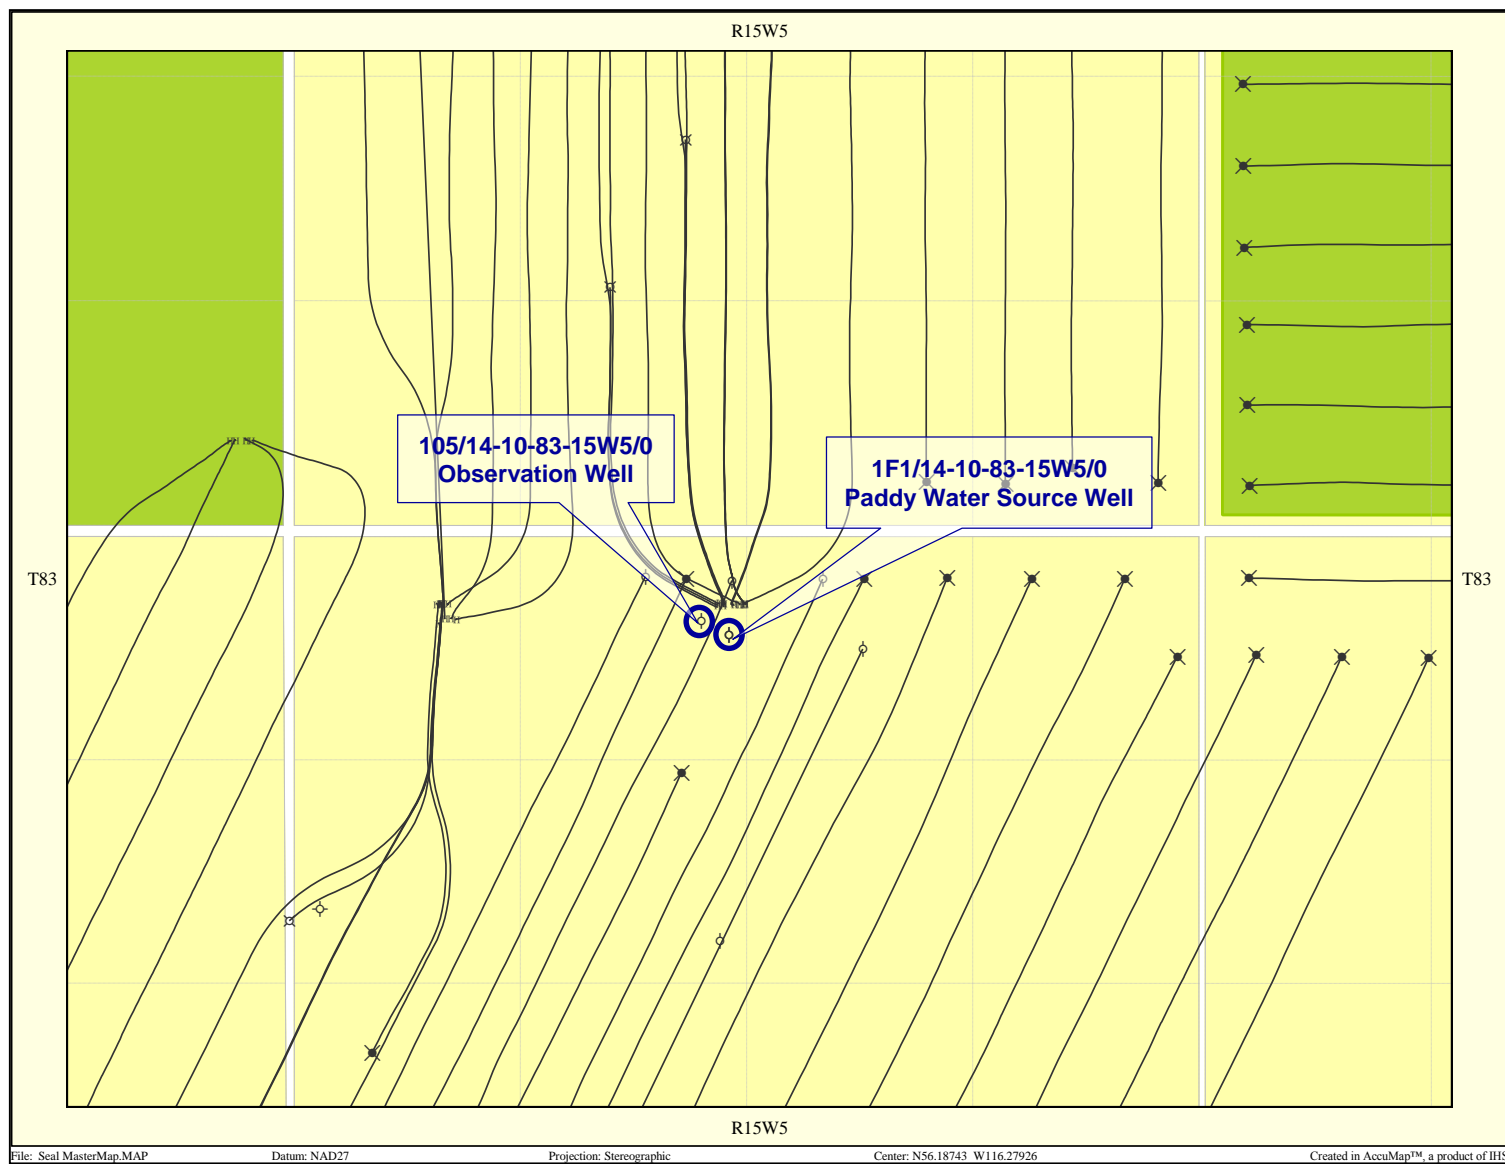 R15W5
105/14-10-83-15W5/0
Observation Well
1F1/14-10-83-15W5/0
Paddy Water Source Well
T83
T83
R15W5
File: Seal MasterMap.MAP
Datum: NAD27
Projection: Stereographic
Center: N56.18743 W116.27926
Created in AccuMap™, a product of IHS